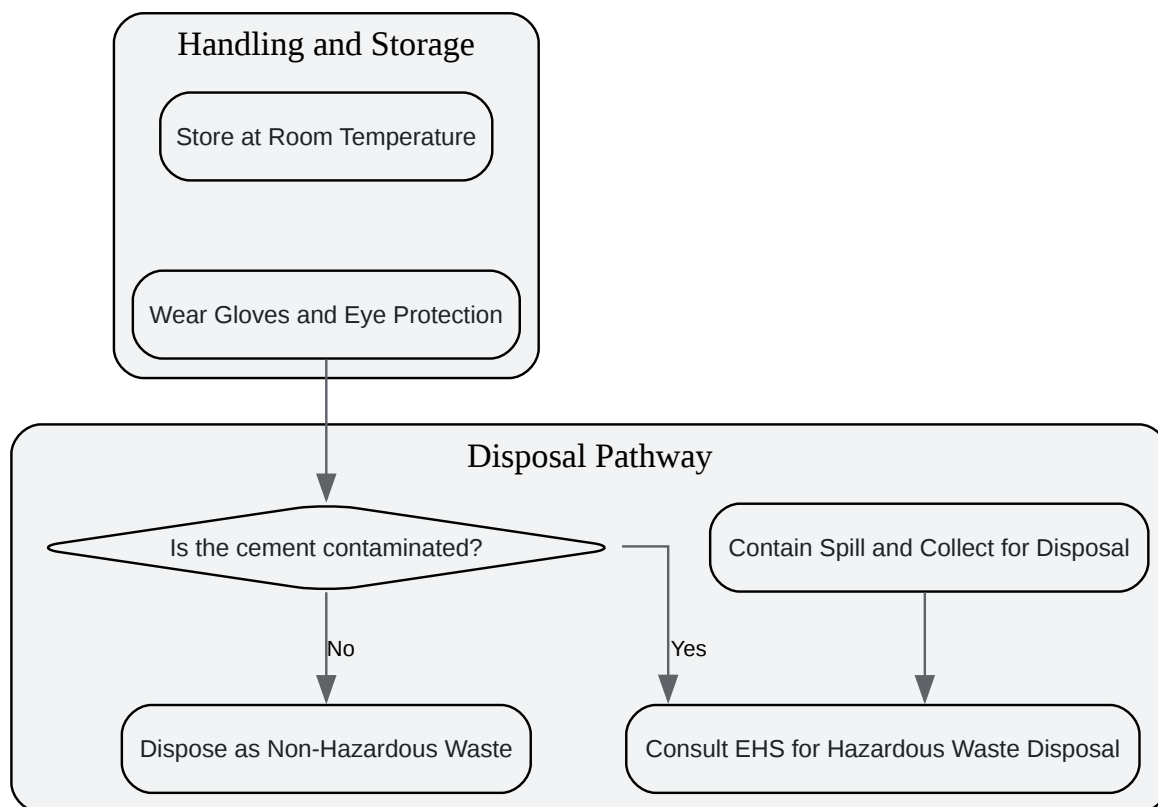 Handling and Storage
Store at Room Temperature
Wear Gloves and Eye Protection
Disposal Pathway
Is the cement contaminated?
Contain Spill and Collect for Disposal
No
Yes
Dispose as Non-Hazardous Waste
Consult EHS for Hazardous Waste Disposal